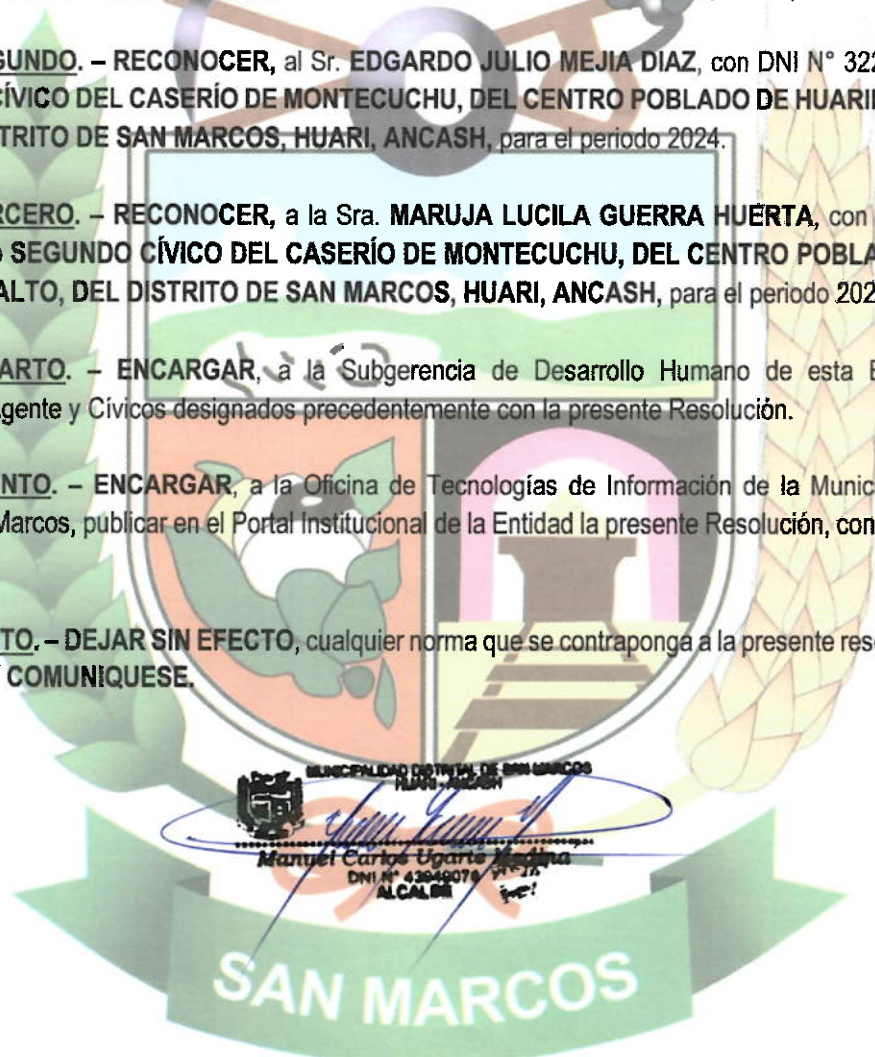 GUNDO. – RECONOCER, al Sr. EDGARDO JULIO MEJIA DIAZ, con DNI N° 322
CÍVICO DEL CASERÍO DE MONTECUCHU, DEL CENTRO POBLADO DE HUARI
TRITO DE SAN MARCOS, HUARI, ANCASH, para el periodo 2024.
RCERO. – RECONOCER, a la Sra. MARUJA LUCILA GUERRA HUERTA, con
SEGUNDO CÍVICO DEL CASERÍO DE MONTECUCHU, DEL CENTRO POBLA
ALTO, DEL DISTRITO DE SAN MARCOS, HUARI, ANCASH, para el periodo 202
ARTO. – ENCARGAR, a la Subgerencia de Desarrollo Humano de esta E
gente y Cívicos designados precedentemente con la presente Resolución.
NTO. – ENCARGAR, a la Oficina de Tecnologías de Información de la Munic
Marcos, publicar en el Portal Institucional de la Entidad la presente Resolución, con
TO. – DEJAR SIN EFECTO, cualquier norma que se contraponga a la presente res
COMUNIQUESE.
MUNICIPALIDAD DISTRITAL DE SAN MARCOS
HUARI - ANCASH
Manuel Carlos Ugarte Medina
DNI N° 43949076
ALCALDE
SAN MARCOS